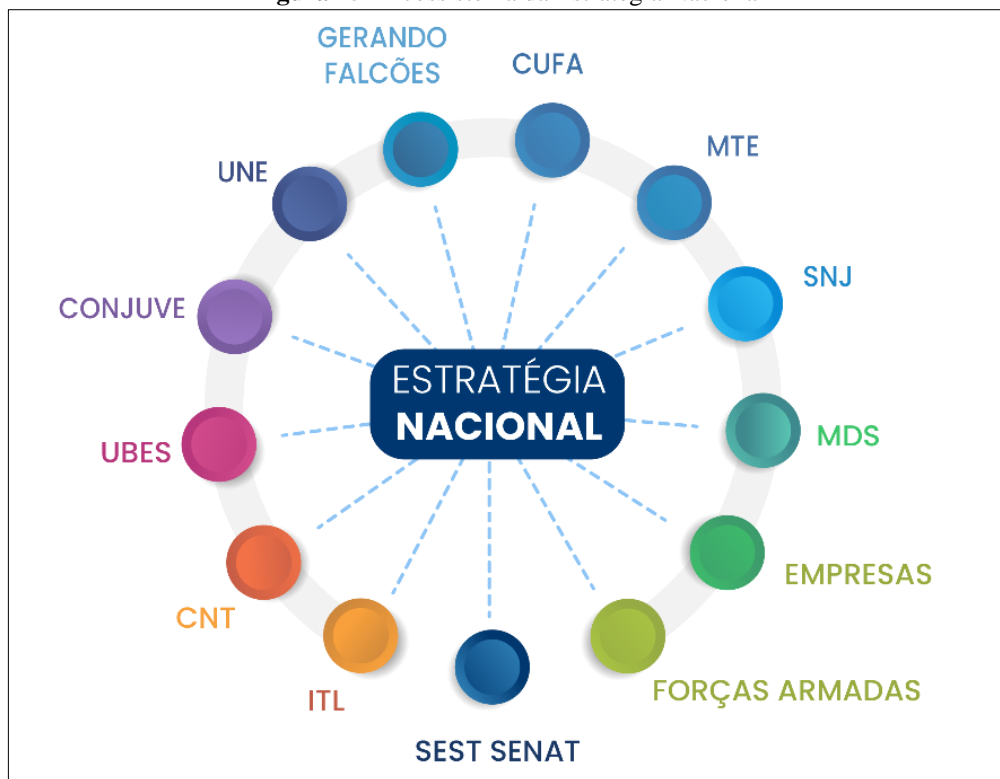 GERANDO
FALCÕES
CUFA
MTE
UNE
SNJ
CONJUVE
ESTRATÉGIA
NACIONAL
UBES
MDS
EMPRESAS
CNT
FORÇAS ARMADAS
ITL
SEST SENAT